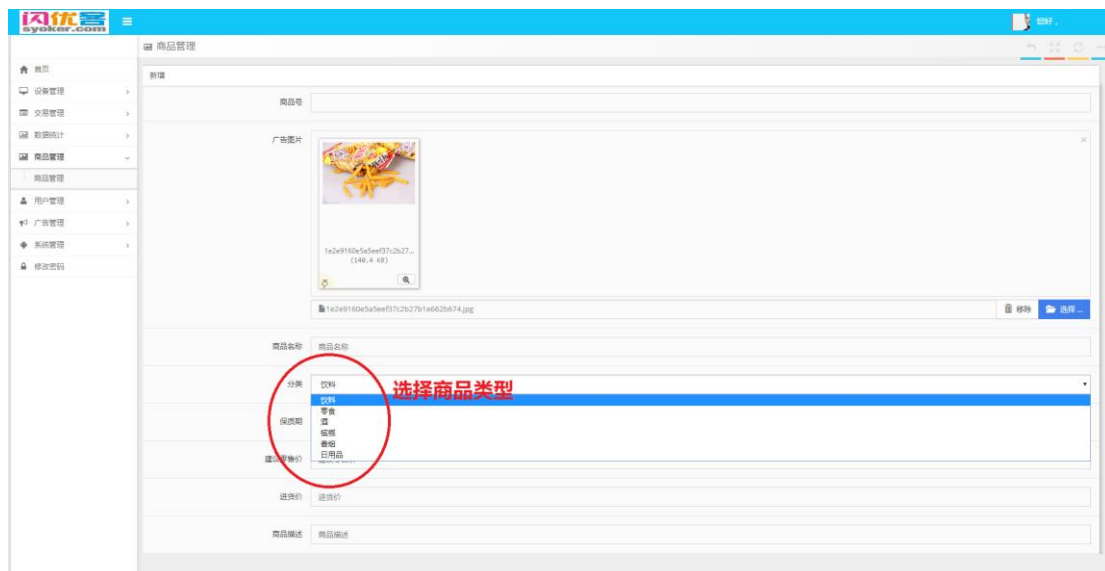 闪优客
syoker.com
您好，
商品管理
首页
设备管理
交易管理
数据统计
商品管理
商品管理
用户管理
广告管理
系统管理
修改密码
新增
商品号
广告图片
1e2e9160e5a5eef37c2b27...
(140.4 KB)
1e2e9160e5a5eef37c2b27b1e662b674.jpg
移除
选择 ...
商品名称 商品名称
分类 饮料
选择商品类型
饮料
零食
酒
槟榔
香烟
日用品
保质期
建议零售价
进货价 进货价
商品描述 商品描述